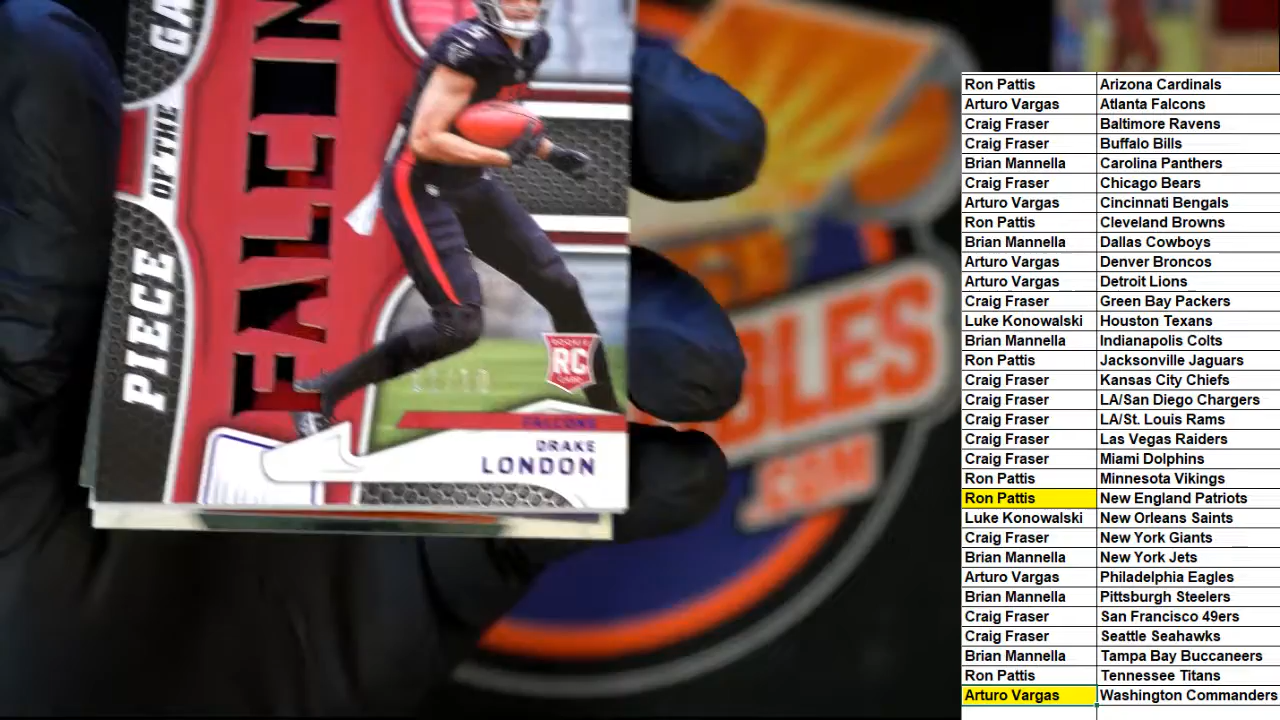 PIECE OF THE GA
FALCON
RC
FALCONS
DRAKE
LONDON
BLES
.COM
Ron Pattis Arizona Cardinals
Arturo Vargas Atlanta Falcons
Craig Fraser Baltimore Ravens
Craig Fraser Buffalo Bills
Brian Mannella Carolina Panthers
Craig Fraser Chicago Bears
Arturo Vargas Cincinnati Bengals
Ron Pattis Cleveland Browns
Brian Mannella Dallas Cowboys
Arturo Vargas Denver Broncos
Arturo Vargas Detroit Lions
Craig Fraser Green Bay Packers
Luke Konowalski Houston Texans
Brian Mannella Indianapolis Colts
Ron Pattis Jacksonville Jaguars
Craig Fraser Kansas City Chiefs
Craig Fraser LA/San Diego Chargers
Craig Fraser LA/St. Louis Rams
Craig Fraser Las Vegas Raiders
Craig Fraser Miami Dolphins
Ron Pattis Minnesota Vikings
Ron Pattis New England Patriots
Luke Konowalski New Orleans Saints
Craig Fraser New York Giants
Brian Mannella New York Jets
Arturo Vargas Philadelphia Eagles
Brian Mannella Pittsburgh Steelers
Craig Fraser San Francisco 49ers
Craig Fraser Seattle Seahawks
Brian Mannella Tampa Bay Buccaneers
Ron Pattis Tennessee Titans
Arturo Vargas Washington Commanders